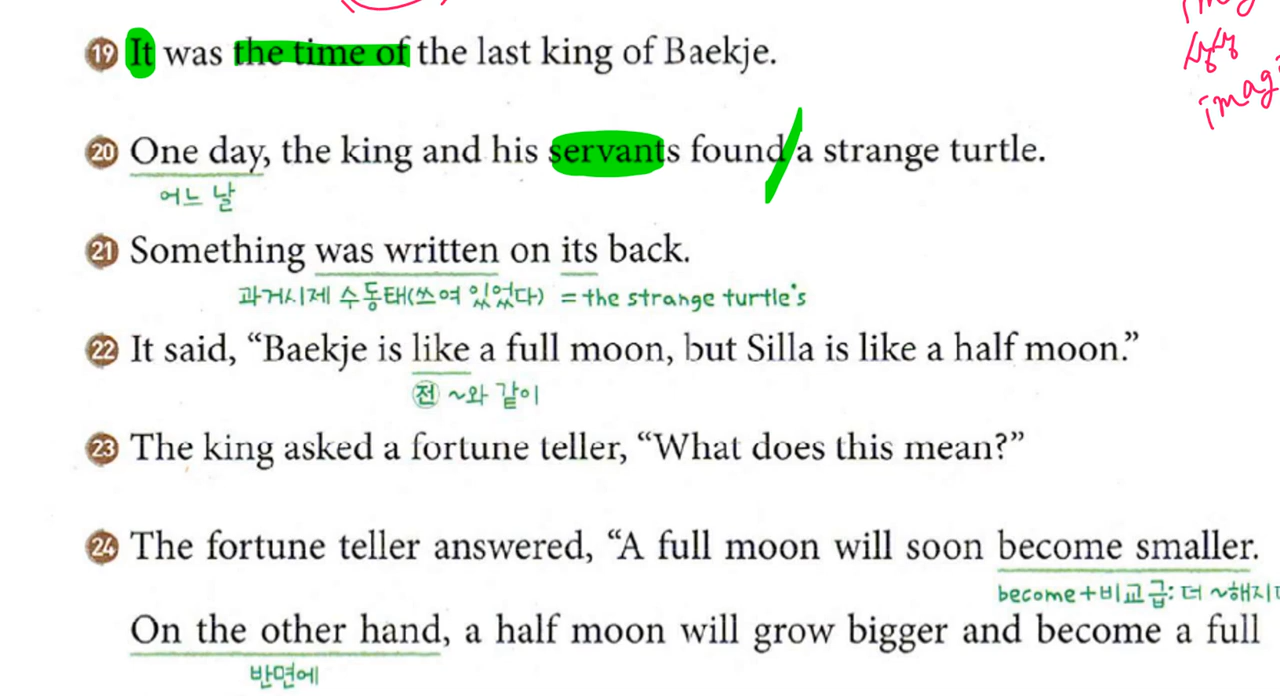 상상
⑲ It was the time of the last king of Baekje.
⑳ One day, the king and his servants found / a strange turtle.
어느 날
㉑ Something was written on its back.
과거시제 수동태(쓰여 있었다) = the strange turtle's
㉒ It said, “Baekje is like a full moon, but Silla is like a half moon.”
전 ~와 같이
㉓ The king asked a fortune teller, “What does this mean?”
㉔ The fortune teller answered, “A full moon will soon become smaller.
become+비교급: 더 ~해지
On the other hand, a half moon will grow bigger and become a full
반면에